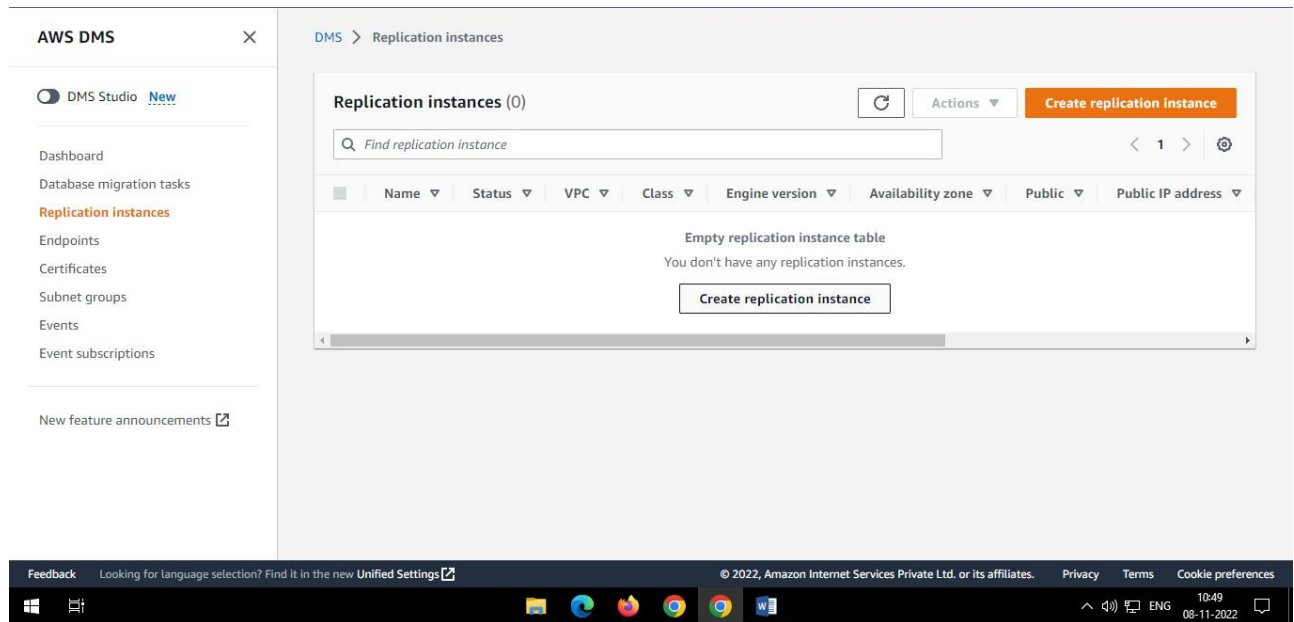 AWS DMS
DMS Studio New
Dashboard
Database migration tasks
Replication instances
Endpoints
Certificates
Subnet groups
Events
Event subscriptions
New feature announcements
DMS > Replication instances
Replication instances (0)
Actions
Create replication instance
Find replication instance
1
Name Status VPC Class Engine version Availability zone Public Public IP address
Empty replication instance table
You don't have any replication instances.
Create replication instance
Feedback Looking for language selection? Find it in the new Unified Settings © 2022, Amazon Internet Services Private Ltd. or its affiliates. Privacy Terms Cookie preferences
ENG
10:49
08-11-2022